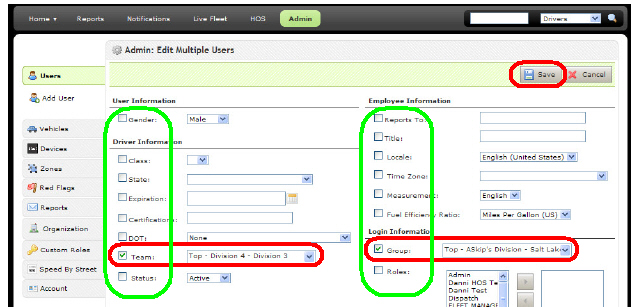 Home Reports Notifications Live Fleet HOS Admin Drivers
Admin: Edit Multiple Users
Save Cancel
Users
Add User
Vehicles
Devices
Zones
Red Flags
Reports
Organization
Custom Roles
Speed By Street
Account
User Information
Gender: Male
Driver Information
Class:
State:
Expiration:
Certification:
DOT: None
Team: Top - Division 4 - Division 3
Status: Active
Employee Information
Reports To:
Title:
Locale: English (United States)
Time Zone:
Measurement: English
Fuel Efficiency Ratio: Miles Per Gallon (US)
Login Information
Group: Top - ASkip's Division - Salt Lake
Roles: Admin
Danni HOS Te
Danni Test
Dispatch
FLEET MANAGE